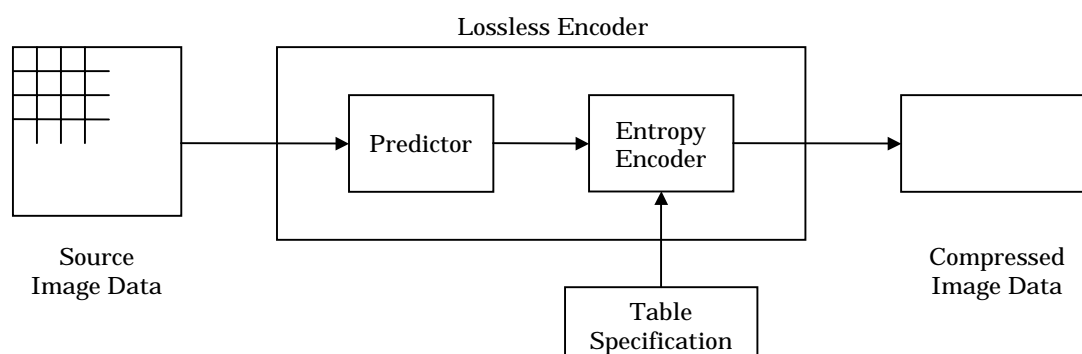 Lossless Encoder
Predictor
Entropy
Encoder
Source
Image Data
Compressed
Image Data
Table
Specification